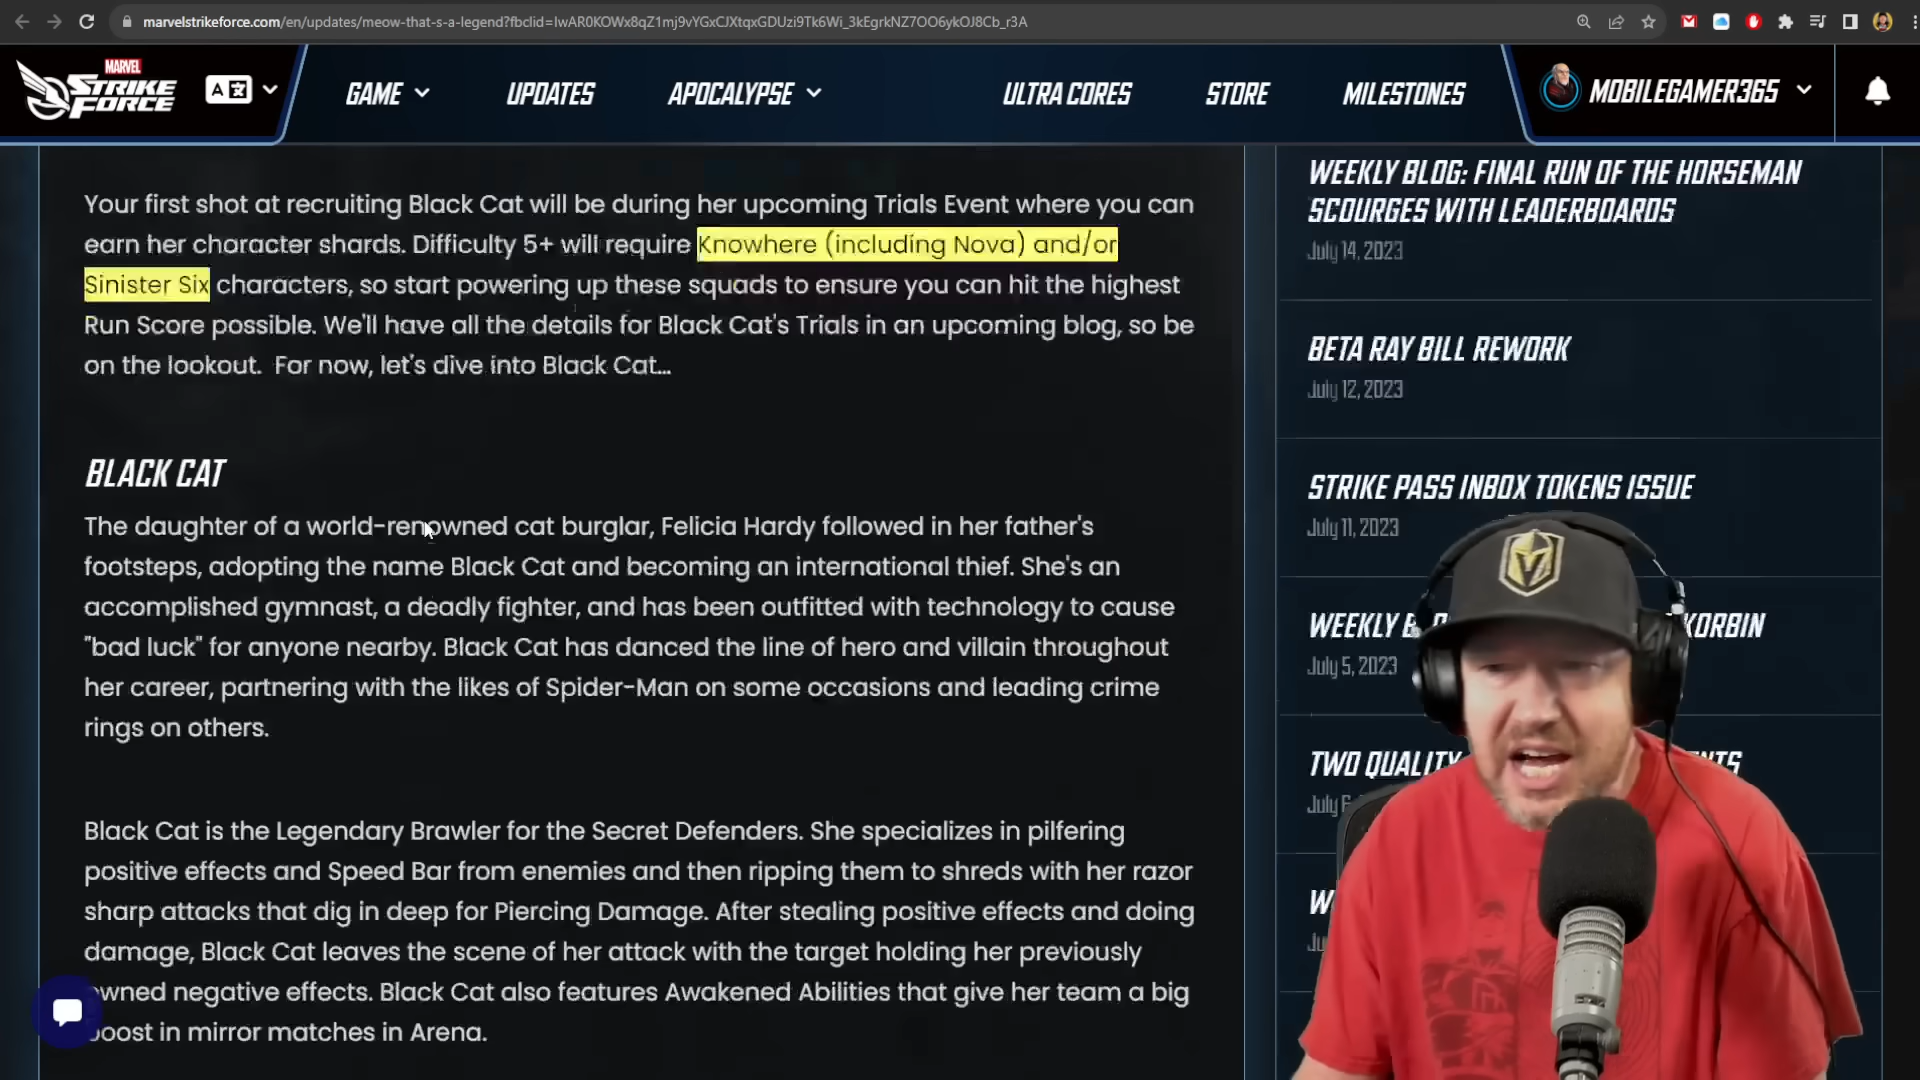 marvelstrikeforce.com/en/updates/meow-that-s-a-legend?fbclid=IwAR0KOWx8qZ1mj9vYGxCJXtqxGDUzi9Tk6Wi_3kEgrkNZ7OO6ykOJ8Cb_r3A
MARVEL
STRIKE
FORCE
GAME
UPDATES
APOCALYPSE
ULTRA CORES
STORE
MILESTONES
MOBILEGAMER365
Your first shot at recruiting Black Cat will be during her upcoming Trials Event where you can
earn her character shards. Difficulty 5+ will require Knowhere (including Nova) and/or
Sinister Six characters, so start powering up these squads to ensure you can hit the highest
Run Score possible. We'll have all the details for Black Cat's Trials in an upcoming blog, so be
on the lookout. For now, let's dive into Black Cat...
BLACK CAT
The daughter of a world-renowned cat burglar, Felicia Hardy followed in her father's
footsteps, adopting the name Black Cat and becoming an international thief. She's an
accomplished gymnast, a deadly fighter, and has been outfitted with technology to cause
"bad luck" for anyone nearby. Black Cat has danced the line of hero and villain throughout
her career, partnering with the likes of Spider-Man on some occasions and leading crime
rings on others.
Black Cat is the Legendary Brawler for the Secret Defenders. She specializes in pilfering
positive effects and Speed Bar from enemies and then ripping them to shreds with her razor
sharp attacks that dig in deep for Piercing Damage. After stealing positive effects and doing
damage, Black Cat leaves the scene of her attack with the target holding her previously
owned negative effects. Black Cat also features Awakened Abilities that give her team a big
boost in mirror matches in Arena.
WEEKLY BLOG: FINAL RUN OF THE HORSEMAN
SCOURGES WITH LEADERBOARDS
July 14, 2023
BETA RAY BILL REWORK
July 12, 2023
STRIKE PASS INBOX TOKENS ISSUE
July 11, 2023
WEEKLY KORBIN
July 5, 2023
TWO QUALITY
July